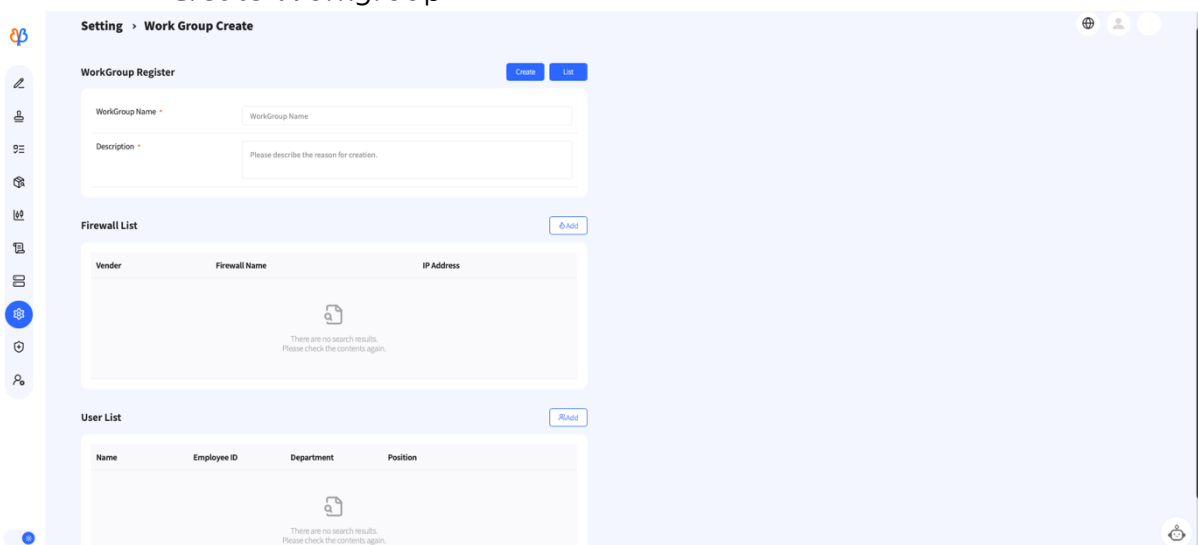 Create Workgroup
Setting > Work Group Create
WorkGroup Register
Create
List
WorkGroup Name *
WorkGroup Name
Description *
Please describe the reason for creation.
Firewall List
Add
Vender
Firewall Name
IP Address
There are no search results.
Please check the contents again.
User List
Add
Name
Employee ID
Department
Position
There are no search results.
Please check the contents again.